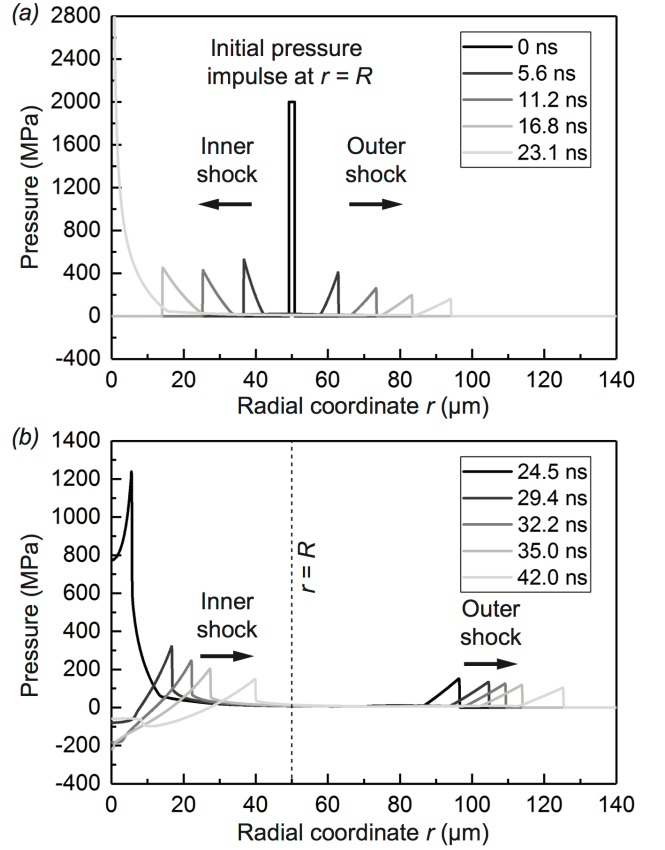 (a)
2800
2400
2000
1600
1200
800
400
0
-400
Pressure (MPa)
Initial pressure
impulse at r = R
Inner
shock
Outer
shock
0 ns
5.6 ns
11.2 ns
16.8 ns
23.1 ns
0 20 40 60 80 100 120 140
Radial coordinate r (μm)
(b)
1400
1200
1000
800
600
400
200
0
-200
-400
Pressure (MPa)
Inner
shock
r = R
Outer
shock
24.5 ns
29.4 ns
32.2 ns
35.0 ns
42.0 ns
0 20 40 60 80 100 120 140
Radial coordinate r (μm)